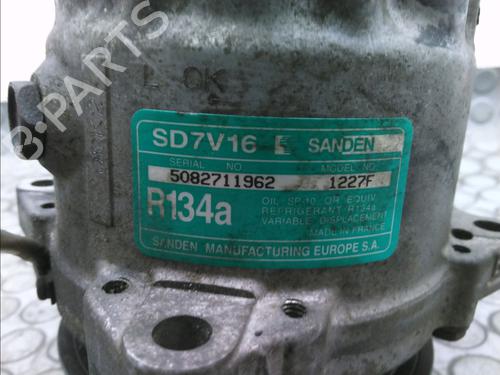 B-PARTS
L OK
SD7V16 E SANDEN
SERIAL NO MODEL NO
5082711962 1227F
R134a
OIL SP-10 OR EQUIV.
REFRIGERANT R134a
VARIABLE DISPLACEMENT
MADE IN FRANCE
SANDEN MANUFACTURING EUROPE S.A.